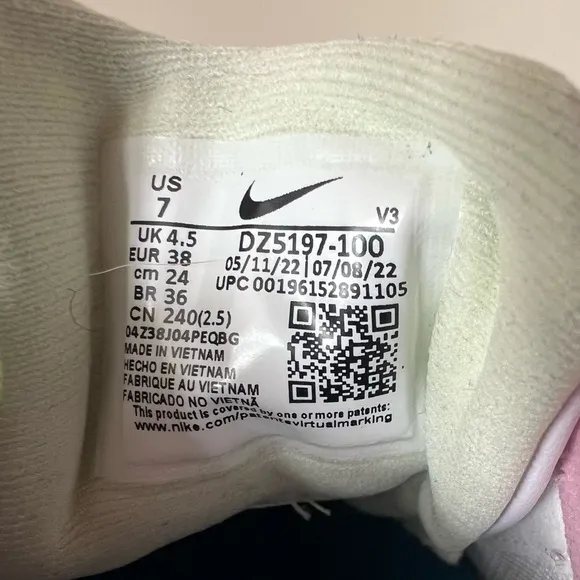 US
7
V3
UK 4.5
EUR 38
cm 24
BR 36
CN 240(2.5)
DZ5197-100
05/11/22|07/08/22
UPC 00196152891105
04Z38J04PEQBG
MADE IN VIETNAM
HECHO EN VIETNAM
FABRIQUE AU VIETNAM
FABRICADO NO VIETNÃ
This product is covered by one or more patents:
www.nike.com/patentsvirtualmarking